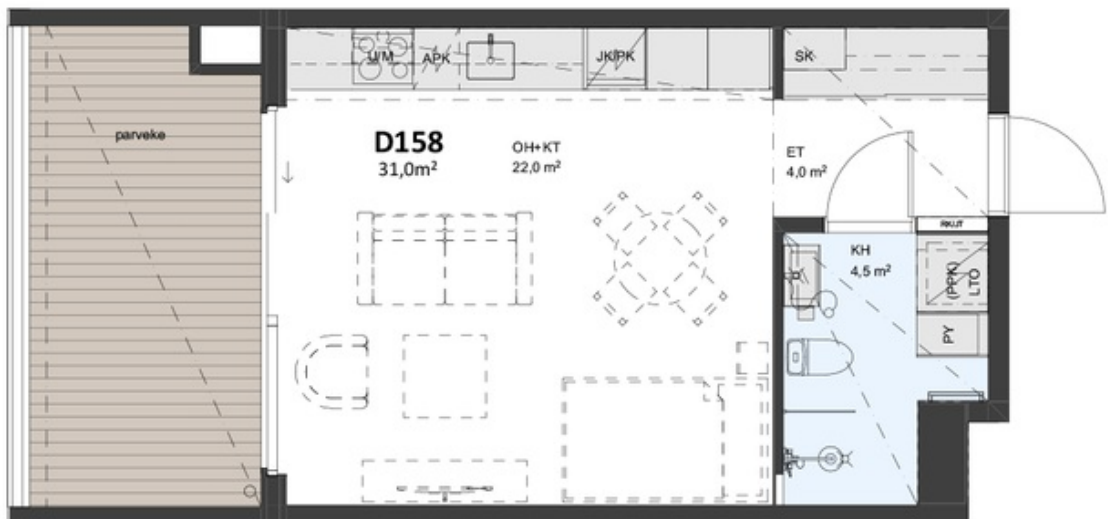 U/M
APK
JK/PK
SK
parveke
D158
31,0m²
OH+KT
22,0 m²
ET
4,0 m²
RKIJT
KH
4,5 m²
(PPK)
LTO
PY